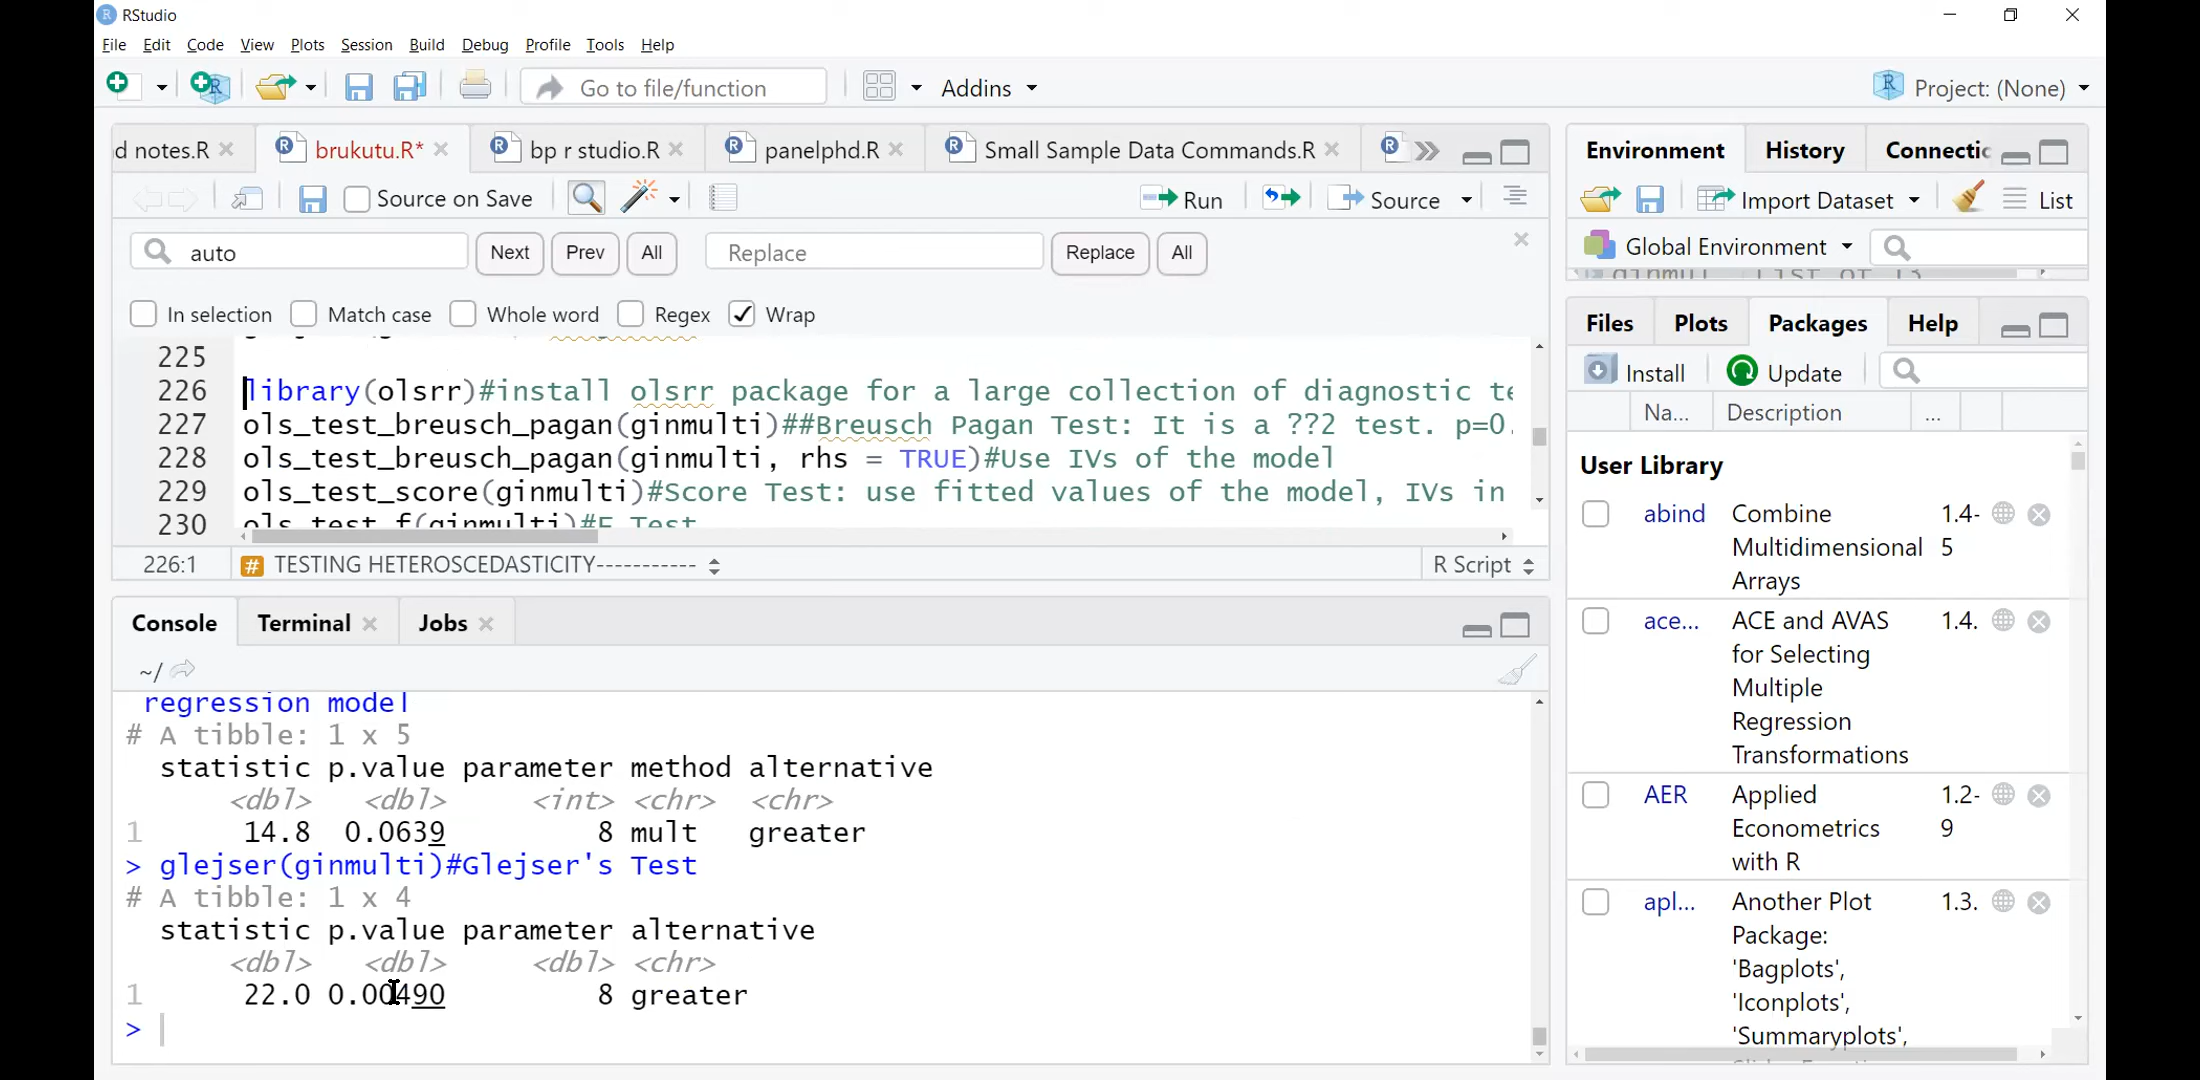 RStudio
File Edit Code View Plots Session Build Debug Profile Tools Help
Go to file/function Addins Project: (None)
d notes.R brukutu.R* bp r studio.R panelphd.R Small Sample Data Commands.R
Source on Save Run Source
auto Next Prev All Replace Replace All
In selection Match case Whole word Regex Wrap
225
226 library(olsrr)#install olsrr package for a large collection of diagnostic te
227 ols_test_breusch_pagan(ginmulti)##Breusch Pagan Test: It is a ??2 test. p=0.
228 ols_test_breusch_pagan(ginmulti, rhs = TRUE)#Use IVs of the model
229 ols_test_score(ginmulti)#Score Test: use fitted values of the model, IVs in
230 ols_test_f(ginmulti)#F Test
226:1 # TESTING HETEROSCEDASTICITY----------- R Script
Console Terminal Jobs
~/
regression model
# A tibble: 1 x 5
statistic p.value parameter method alternative
<dbl> <dbl> <int> <chr> <chr>
1 14.8 0.0639 8 mult greater
> glejser(ginmulti)#Glejser's Test
# A tibble: 1 x 4
statistic p.value parameter alternative
<dbl> <dbl> <dbl> <chr>
1 22.0 0.00490 8 greater
>
Environment History Connectic
Import Dataset List
Global Environment
ginmul List of 13
Files Plots Packages Help
Install Update
Na... Description ...
User Library
abind Combine 1.4-
Multidimensional 5
Arrays
ace... ACE and AVAS 1.4.
for Selecting
Multiple
Regression
Transformations
AER Applied 1.2-
Econometrics 9
with R
apl... Another Plot 1.3.
Package:
'Bagplots',
'Iconplots',
'Summaryplots',